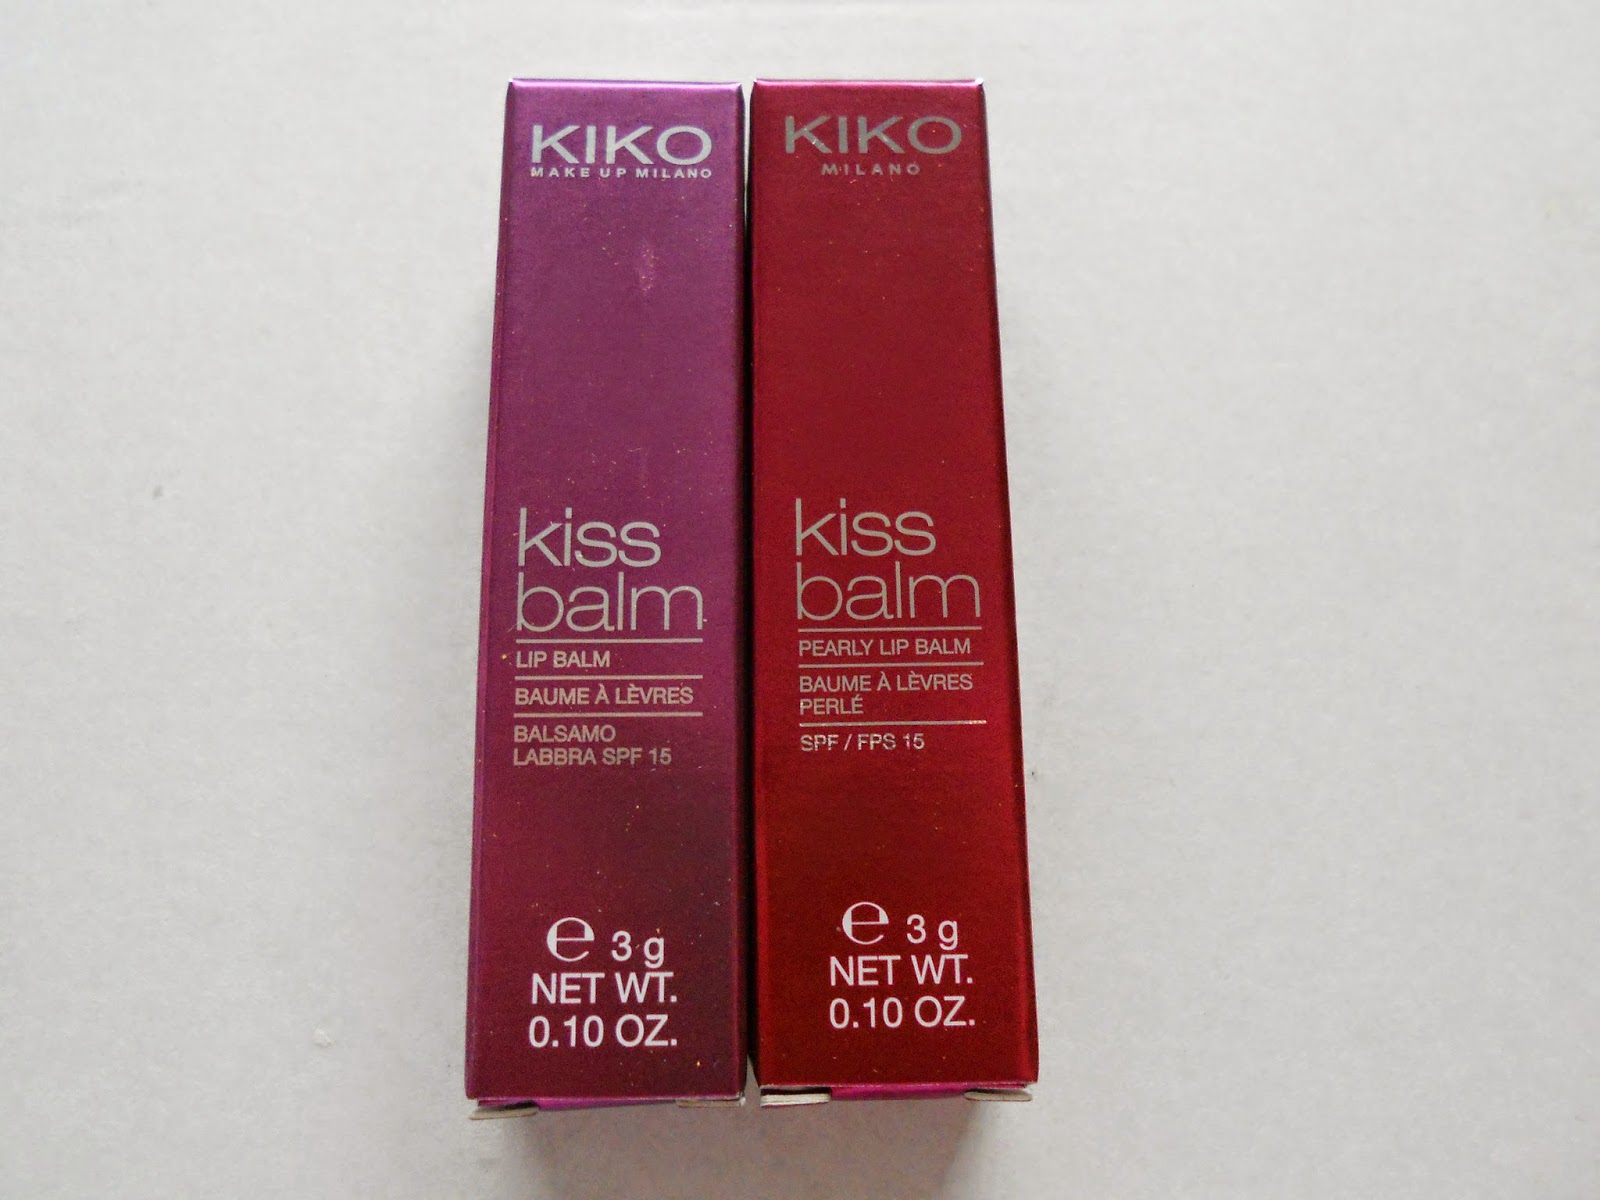 KIKO
MAKE UP MILANO
kiss
balm
LIP BALM
BAUME À LÈVRES
BALSAMO
LABBRA SPF 15
℮ 3 g
NET WT.
0.10 OZ.
KIKO
MILANO
kiss
balm
PEARLY LIP BALM
BAUME À LÈVRES
PERLÉ
SPF / FPS 15
℮ 3 g
NET WT.
0.10 OZ.